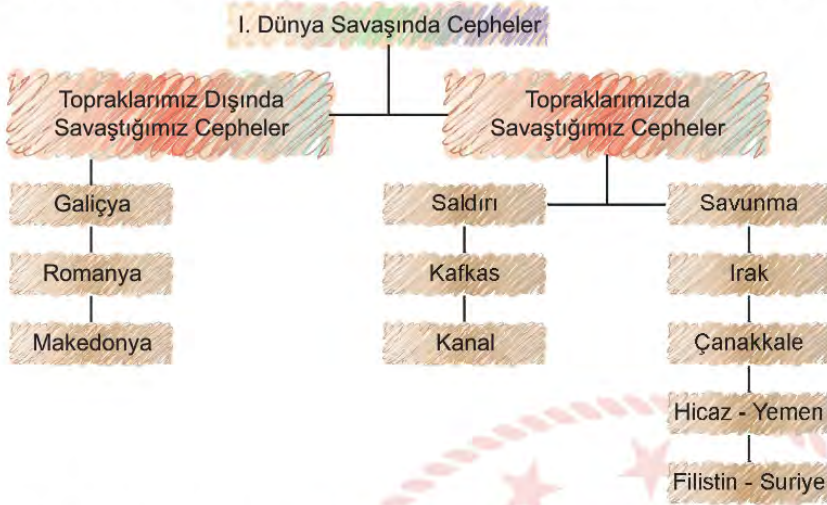 I. Dünya Savaşında Cepheler
Topraklarımız Dışında
Savaştığımız Cepheler
Topraklarımızda
Savaştığımız Cepheler
Galiçya
Saldırı
Savunma
Romanya
Kafkas
Irak
Makedonya
Kanal
Çanakkale
Hicaz - Yemen
Filistin - Suriye